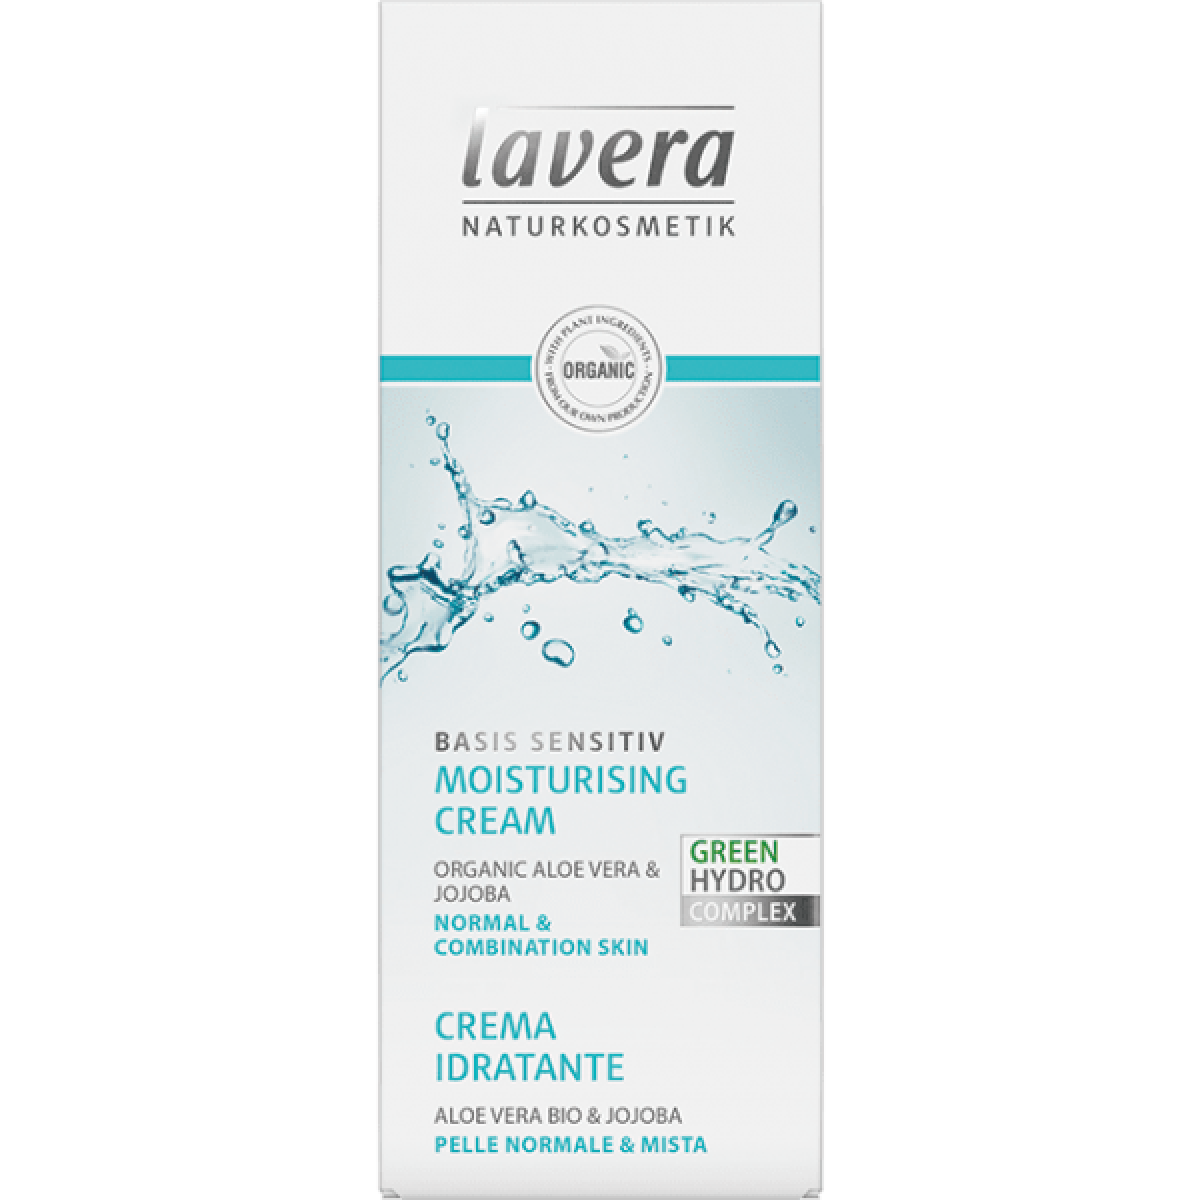 lavera
NATURKOSMETIK
WITH PLANT INGREDIENTS
ORGANIC
FROM OUR OWN PRODUCTION
BASIS SENSITIV
MOISTURISING
CREAM
ORGANIC ALOE VERA &
JOJOBA
NORMAL &
COMBINATION SKIN
GREEN
HYDRO
COMPLEX
CREMA
IDRATANTE
ALOE VERA BIO & JOJOBA
PELLE NORMALE & MISTA